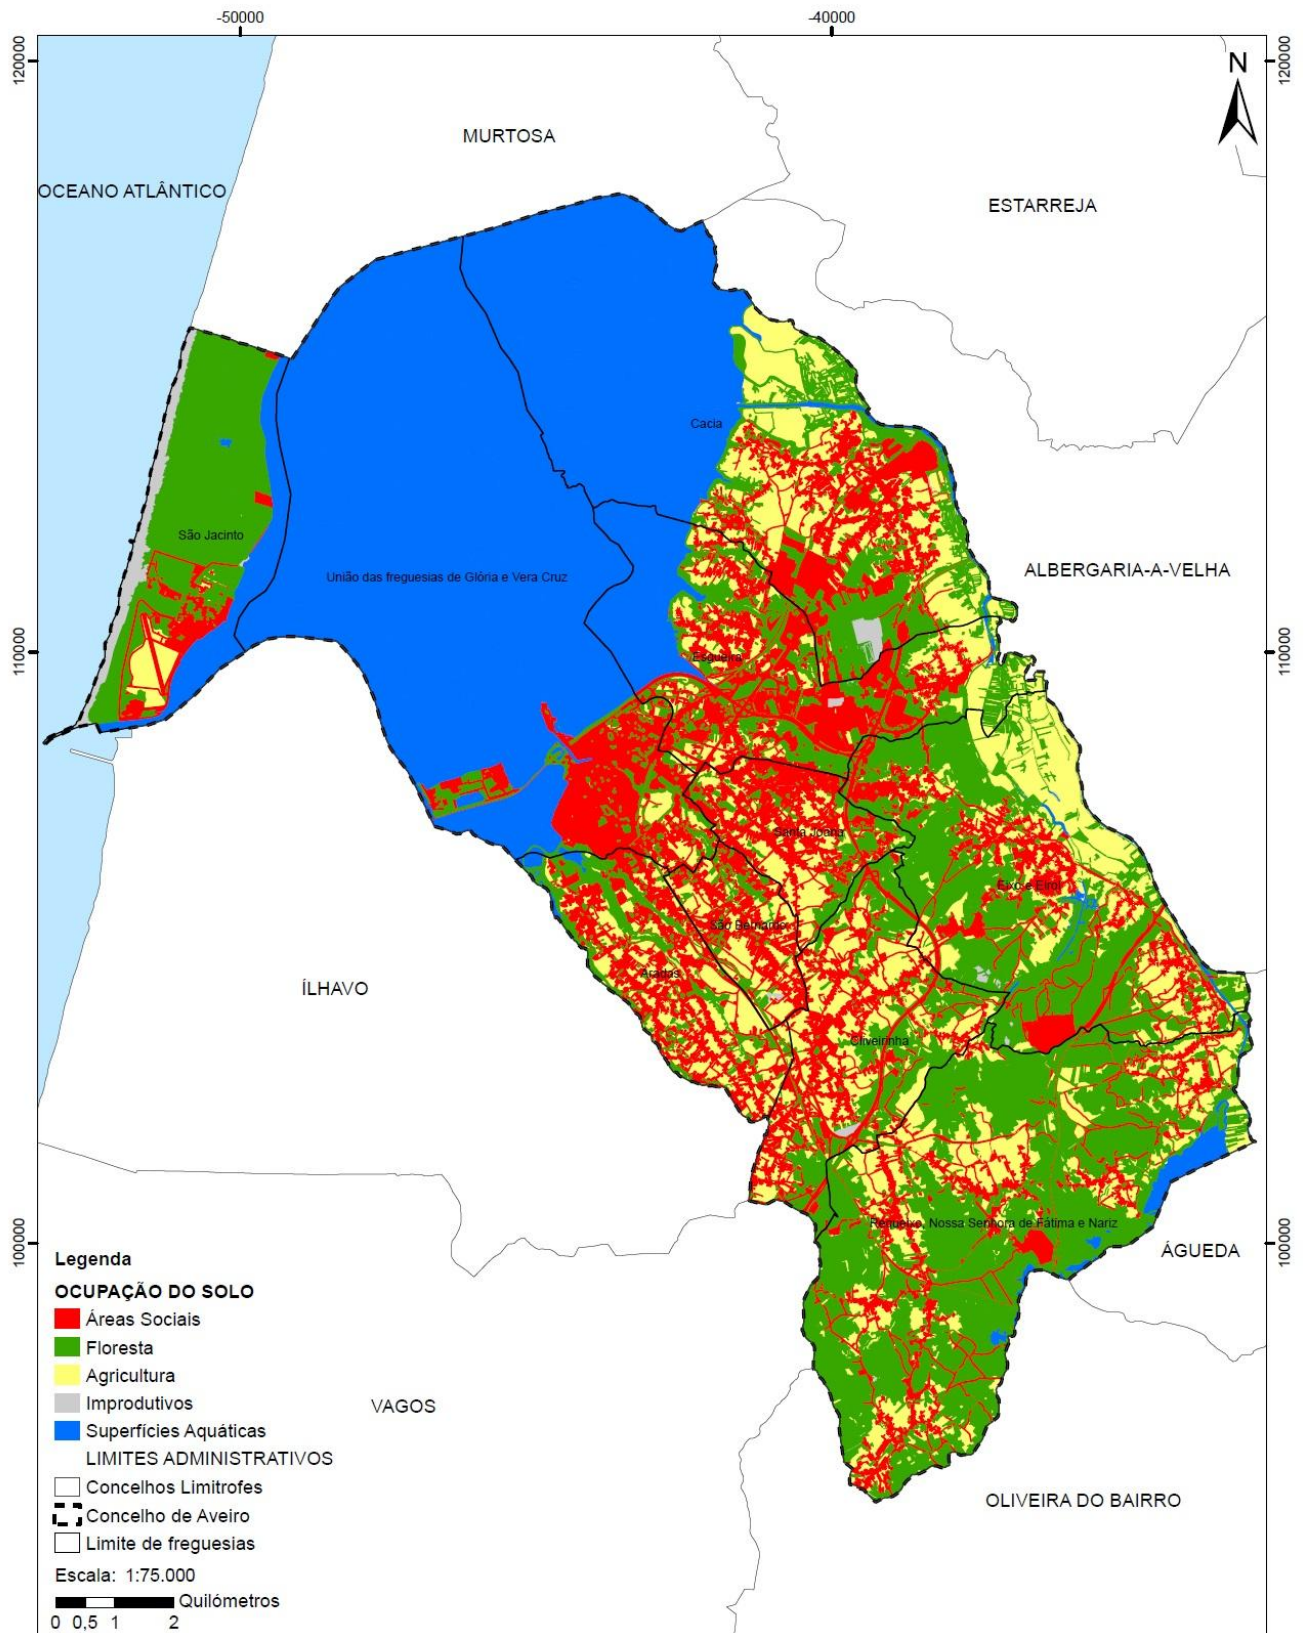 -50000
-40000
120000
120000
N
MURTOSA
OCEANO ATLÂNTICO
ESTARREJA
Cacia
São Jacinto
União das freguesias de Glória e Vera Cruz
ALBERGARIA-A-VELHA
110000
110000
Esgueira
Santa Joana
Eixo e Eirol
São Bernardo
Aradas
ÍLHAVO
Oliveirinha
Requeixo, Nossa Senhora de Fátima e Nariz
100000
100000
ÁGUEDA
Legenda
OCUPAÇÃO DO SOLO
Áreas Sociais
Floresta
Agricultura
Improdutivos
Superfícies Aquáticas
LIMITES ADMINISTRATIVOS
Concelhos Limitrofes
Concelho de Aveiro
Limite de freguesias
VAGOS
OLIVEIRA DO BAIRRO
Escala: 1:75.000
Quilómetros
0 0,5 1 2